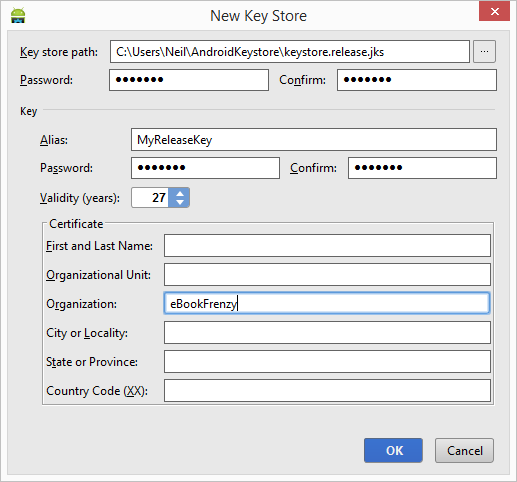 New Key Store
Key store path: C:\Users\Neil\AndroidKeystore\keystore.release.jks ...
Password: ●●●●●●● Confirm: ●●●●●●●
Key
Alias: MyReleaseKey
Password: ●●●●●●● Confirm: ●●●●●●●
Validity (years): 27
Certificate
First and Last Name:
Organizational Unit:
Organization: eBookFrenzy
City or Locality:
State or Province:
Country Code (XX):
OK Cancel